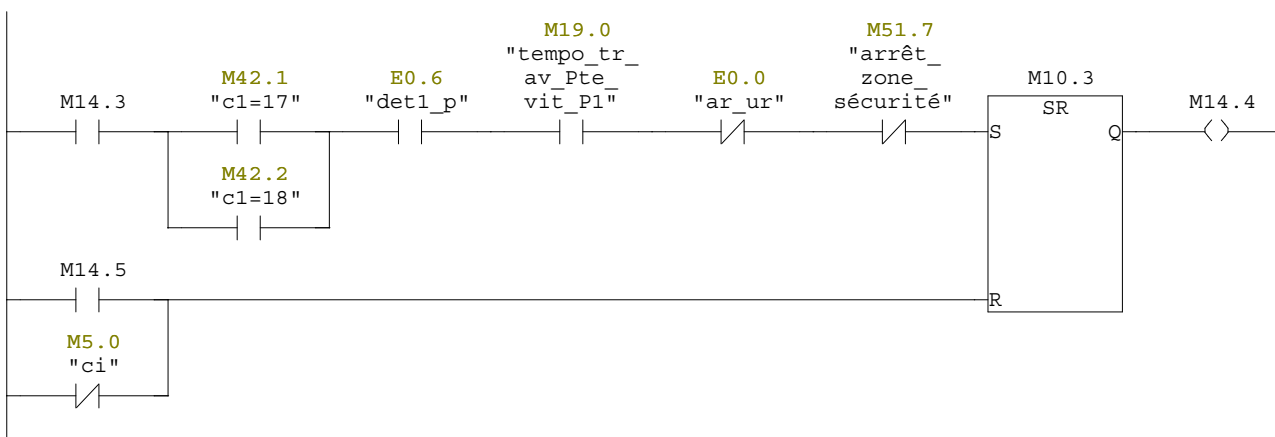 M19.0
"tempo_tr_
av_Pte_
vit_P1"
M51.7
"arrêt_
zone_
sécurité"
M14.3
M42.1
"c1=17"
E0.6
"det1_p"
E0.0
"ar_ur"
M10.3
SR
S
Q
M14.4
M42.2
"c1=18"
M14.5
R
M5.0
"ci"